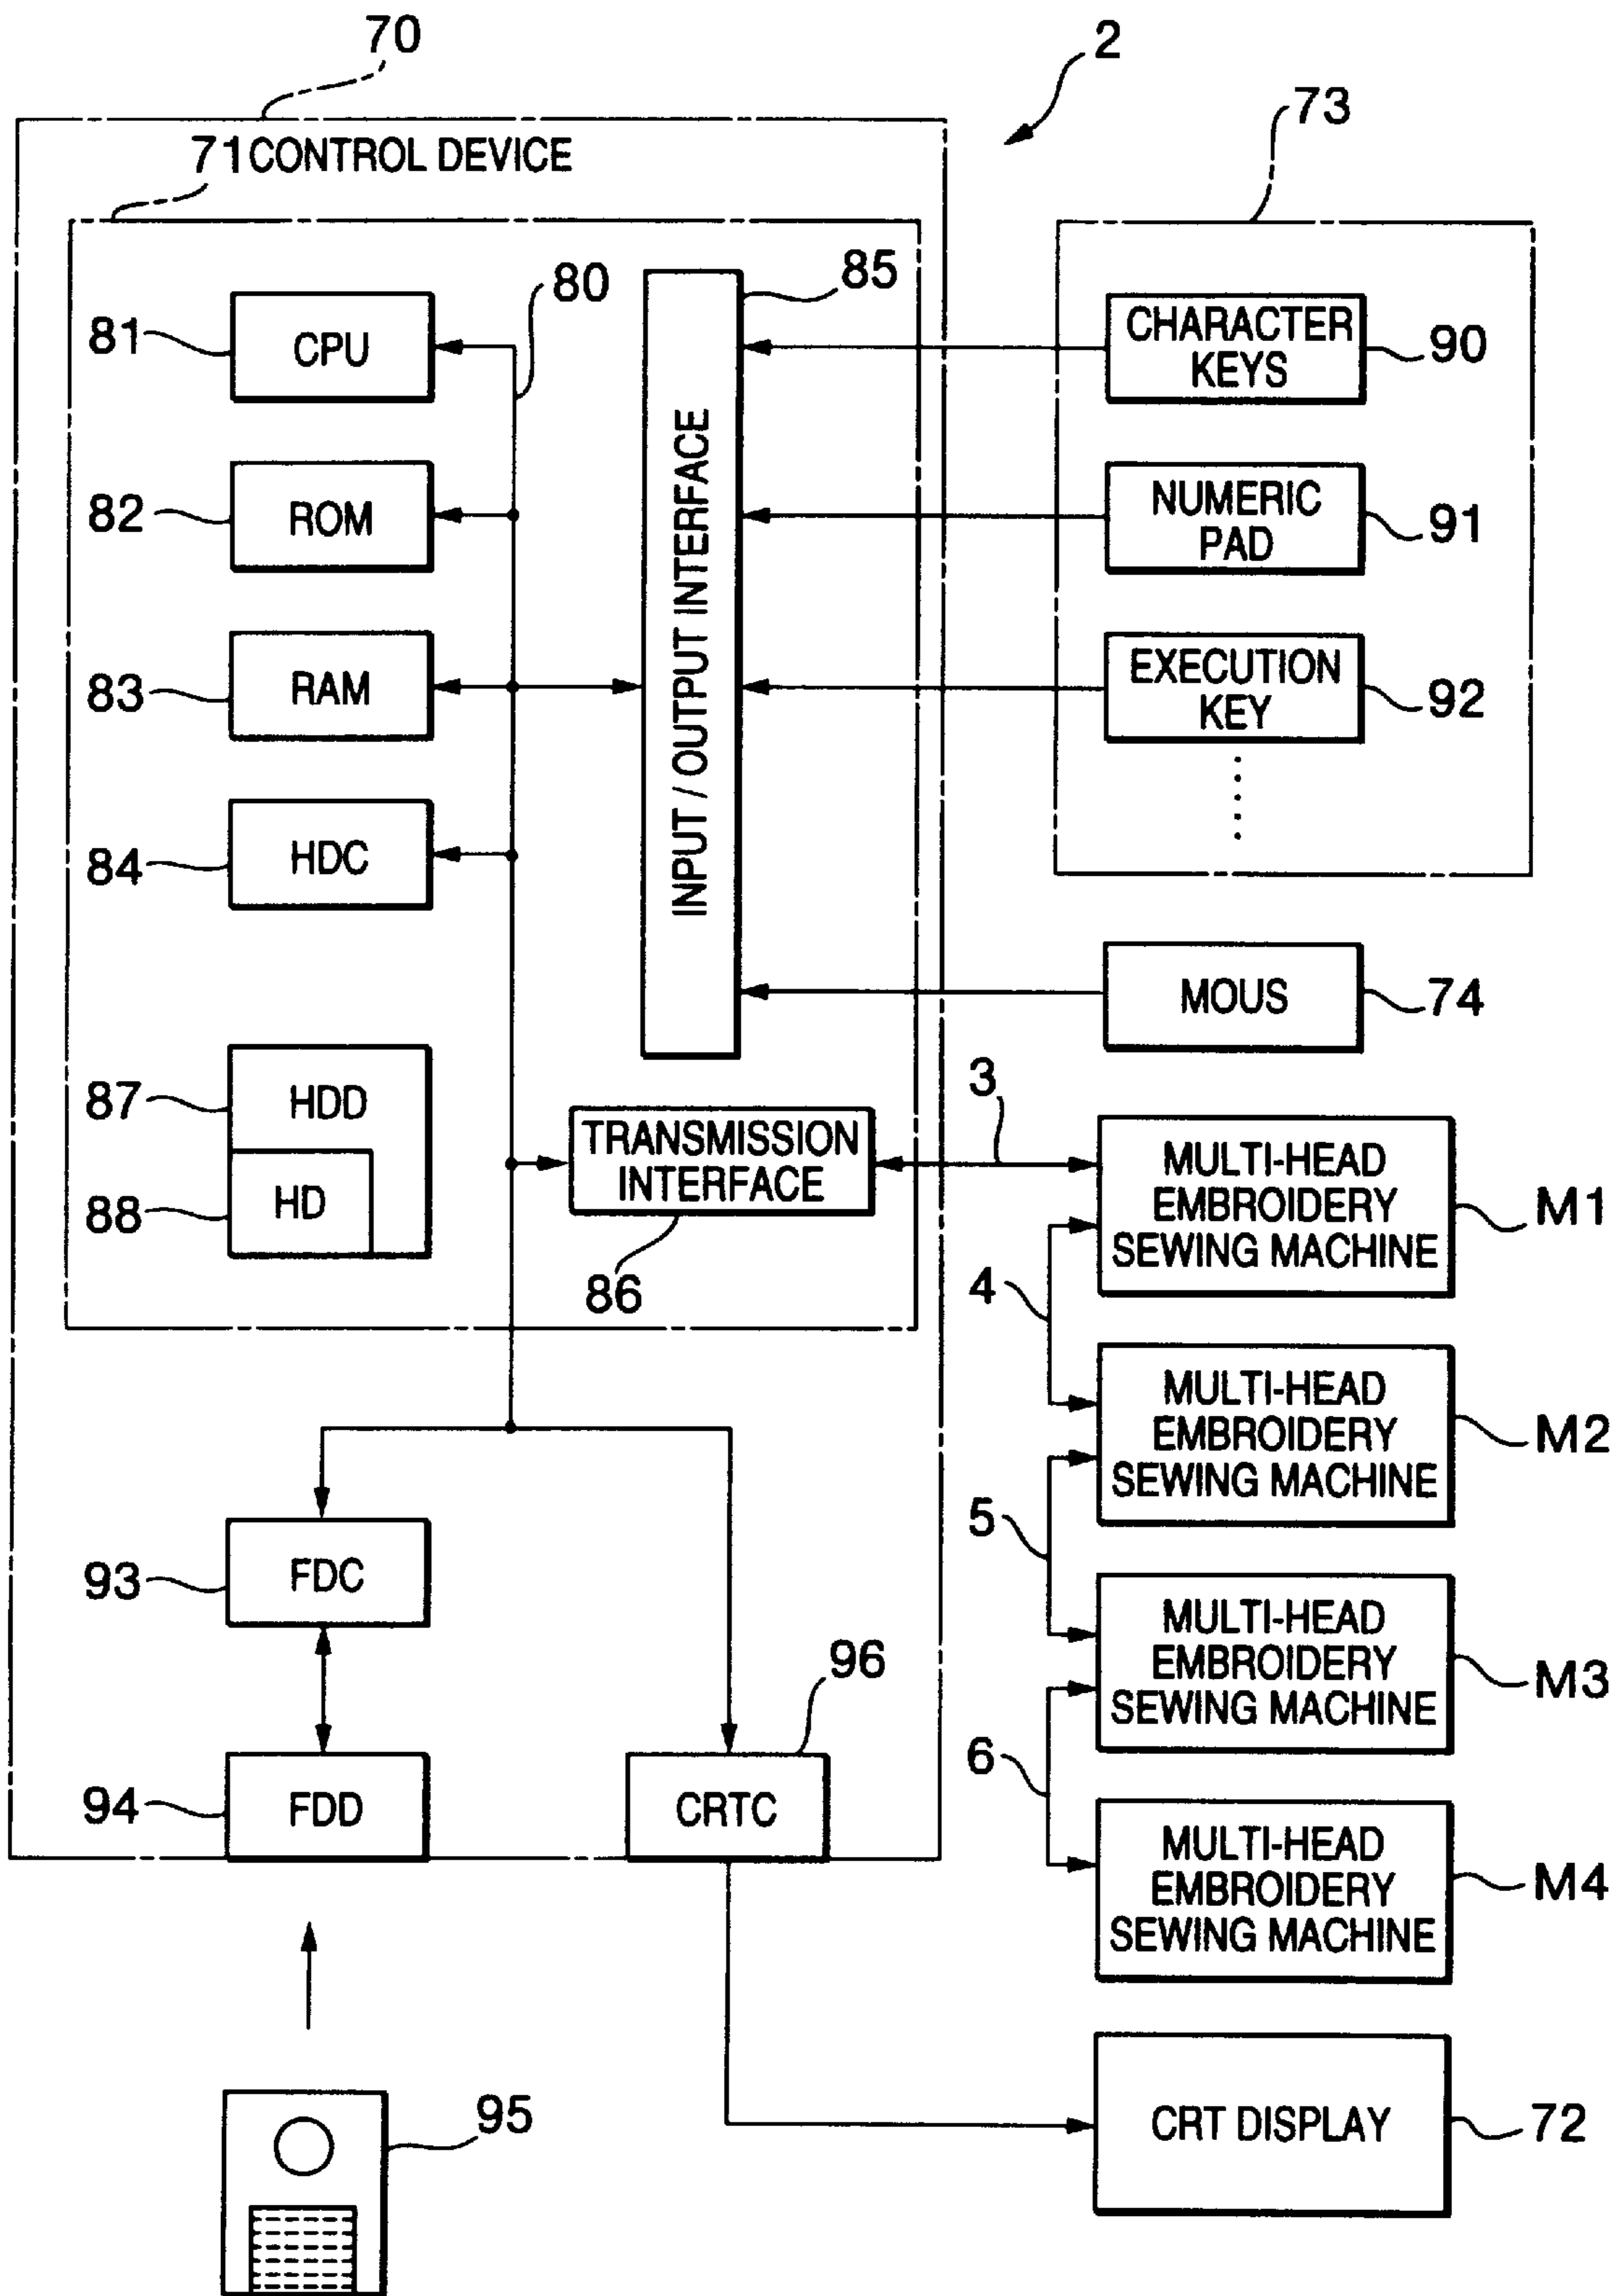 70
2
73
71 CONTROL DEVICE
80
85
81
CPU
CHARACTER
KEYS
90
82
ROM
NUMERIC
PAD
91
INPUT / OUTPUT INTERFACE
83
RAM
EXECUTION
KEY
92
84
HDC
MOUS
74
87
HDD
3
88
HD
TRANSMISSION
INTERFACE
86
MULTI-HEAD
EMBROIDERY
SEWING MACHINE
M1
4
MULTI-HEAD
EMBROIDERY
SEWING MACHINE
M2
5
93
FDC
MULTI-HEAD
EMBROIDERY
SEWING MACHINE
M3
96
6
94
FDD
CRTC
MULTI-HEAD
EMBROIDERY
SEWING MACHINE
M4
95
CRT DISPLAY
72